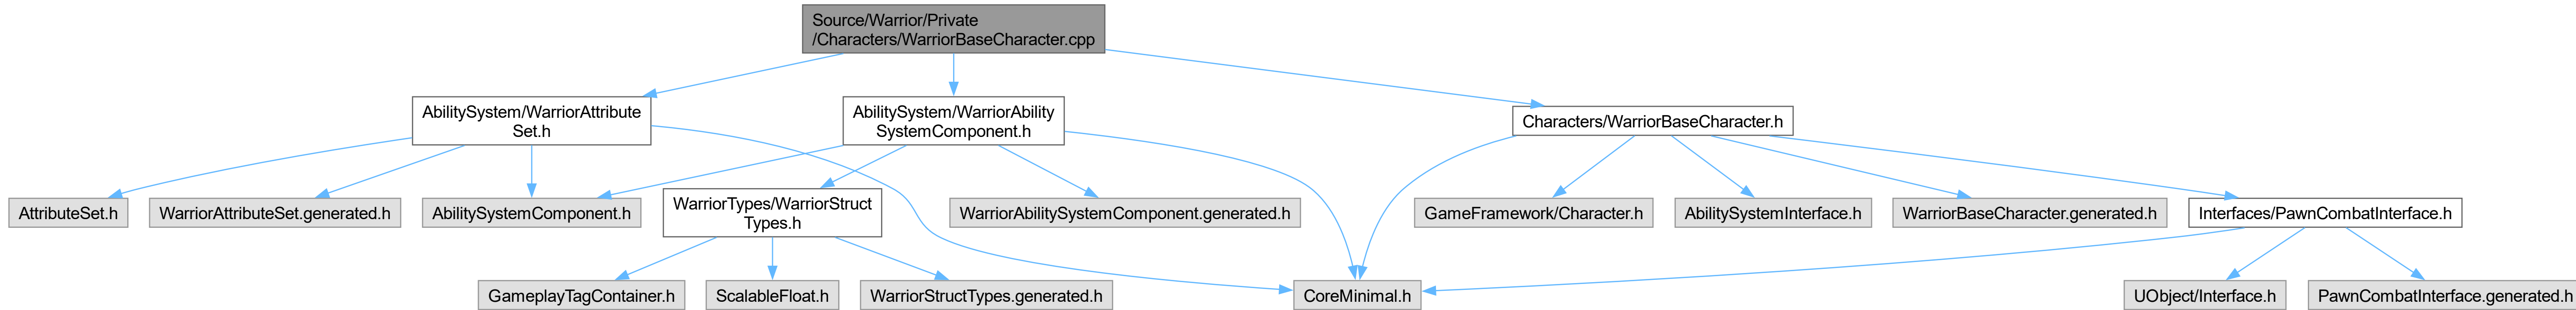 Source/Warrior/Private
/Characters/WarriorBaseCharacter.cpp
AbilitySystem/WarriorAttribute
Set.h
AbilitySystem/WarriorAbility
SystemComponent.h
Characters/WarriorBaseCharacter.h
AttributeSet.h
WarriorAttributeSet.generated.h
AbilitySystemComponent.h
WarriorTypes/WarriorStruct
Types.h
WarriorAbilitySystemComponent.generated.h
GameFramework/Character.h
AbilitySystemInterface.h
WarriorBaseCharacter.generated.h
Interfaces/PawnCombatInterface.h
GameplayTagContainer.h
ScalableFloat.h
WarriorStructTypes.generated.h
CoreMinimal.h
UObject/Interface.h
PawnCombatInterface.generated.h